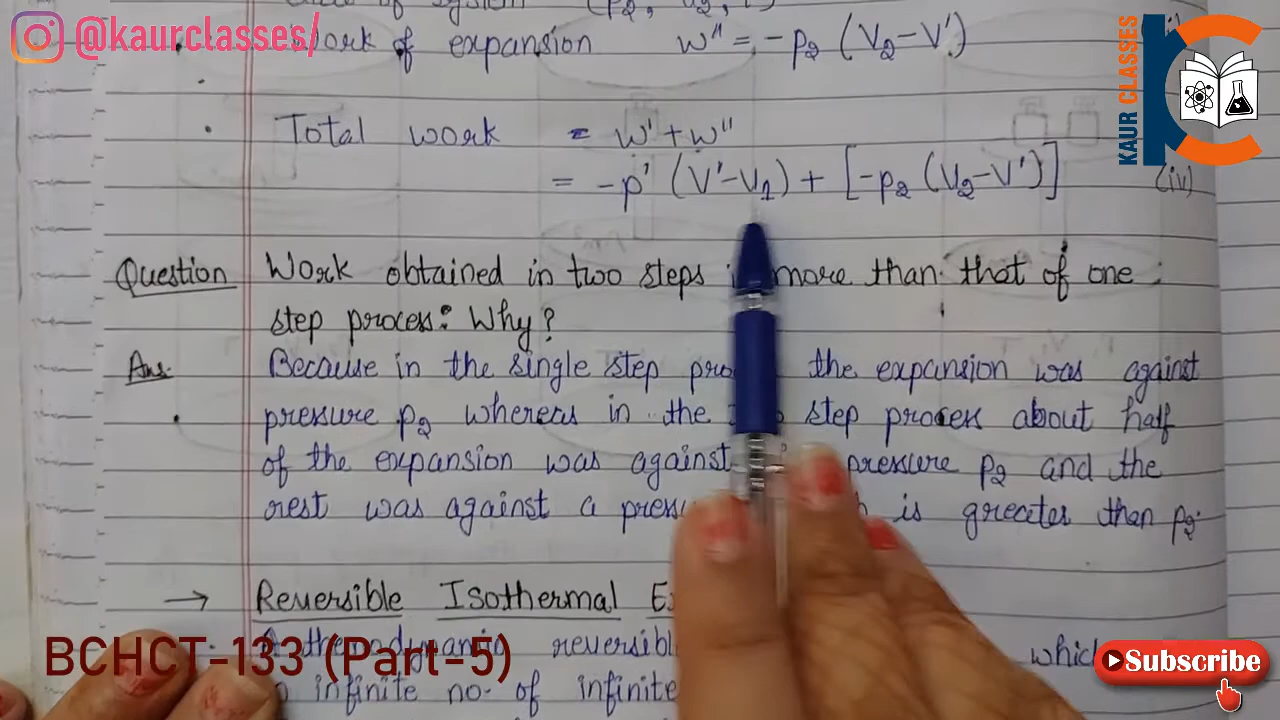 @kaurclasses/
Work of expansion w'' = -p2 (V2-V')
KAUR CLASSES
Total work = w' + w''
= -p' (V'-V1) + [-p2 (V2-V')] (iv)
Question Work obtained in two steps more than that of one
step process: Why?
Ans. Because in the single step the expansion was against
pressure p2 whereas in the step process about half
of the expansion was against pressure p2 and the
rest was against a is greater than p2.
→ Reversible Isothermal
A thermodynamic which
infinite no. of
BCHCT-133 (Part-5)
Subscribe